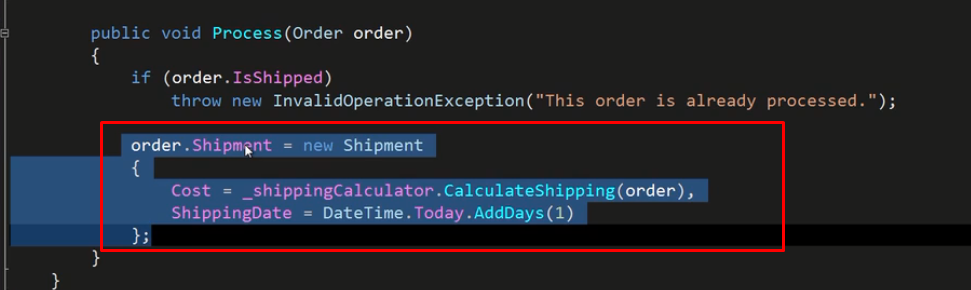 public void Process(Order order)
{
if (order.IsShipped)
throw new InvalidOperationException("This order is already processed.");
order.Shipment = new Shipment
{
Cost = _shippingCalculator.CalculateShipping(order),
ShippingDate = DateTime.Today.AddDays(1)
};
}
}